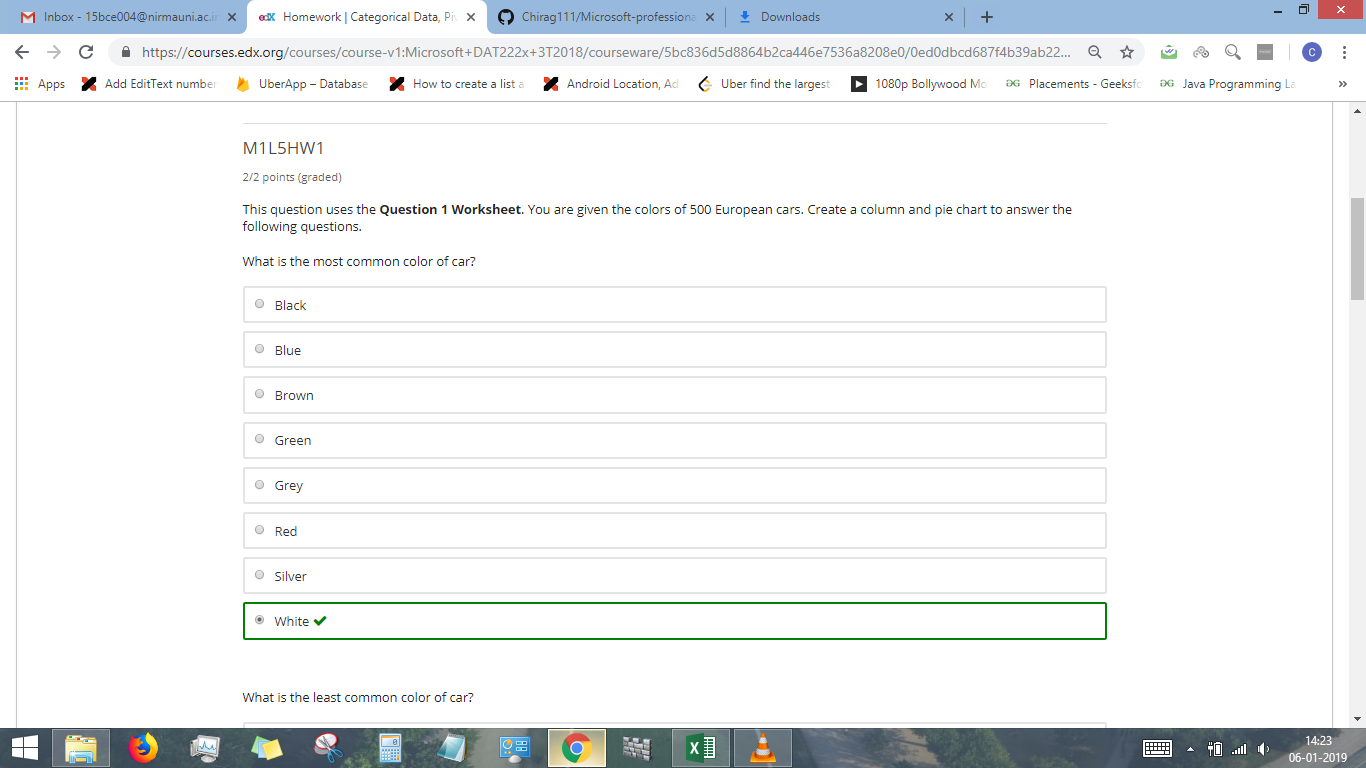 Inbox - 15bce004@nirmauni.ac.i
Homework | Categorical Data, Pi
Chirag111/Microsoft-professiona
Downloads
https://courses.edx.org/courses/course-v1:Microsoft+DAT222x+3T2018/courseware/5bc836d5d8864b2ca446e7536a8208e0/0ed0dbcd687f4b39ab22...
C
Apps
Add EditText number
UberApp – Database
How to create a list a
Android Location, Ad
Uber find the largest
1080p Bollywood Mo
Placements - Geeksfo
Java Programming La
»
M1L5HW1
2/2 points (graded)
This question uses the Question 1 Worksheet. You are given the colors of 500 European cars. Create a column and pie chart to answer the
following questions.
What is the most common color of car?
Black
Blue
Brown
Green
Grey
Red
Silver
White
What is the least common color of car?
14:23
06-01-2019